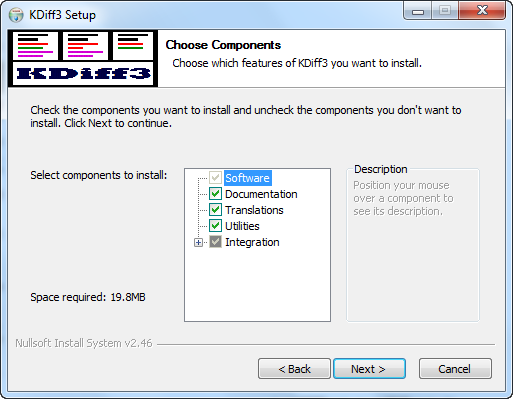 KDiff3 Setup
KDiff3
Choose Components
Choose which features of KDiff3 you want to install.
Check the components you want to install and uncheck the components you don't want to
install. Click Next to continue.
Select components to install:
Software
Documentation
Translations
Utilities
Integration
Description
Position your mouse
over a component to
see its description.
Space required: 19.8MB
Nullsoft Install System v2.46
< Back
Next >
Cancel